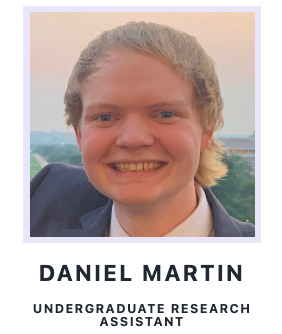 DANIEL MARTIN
UNDERGRADUATE RESEARCH
ASSISTANT